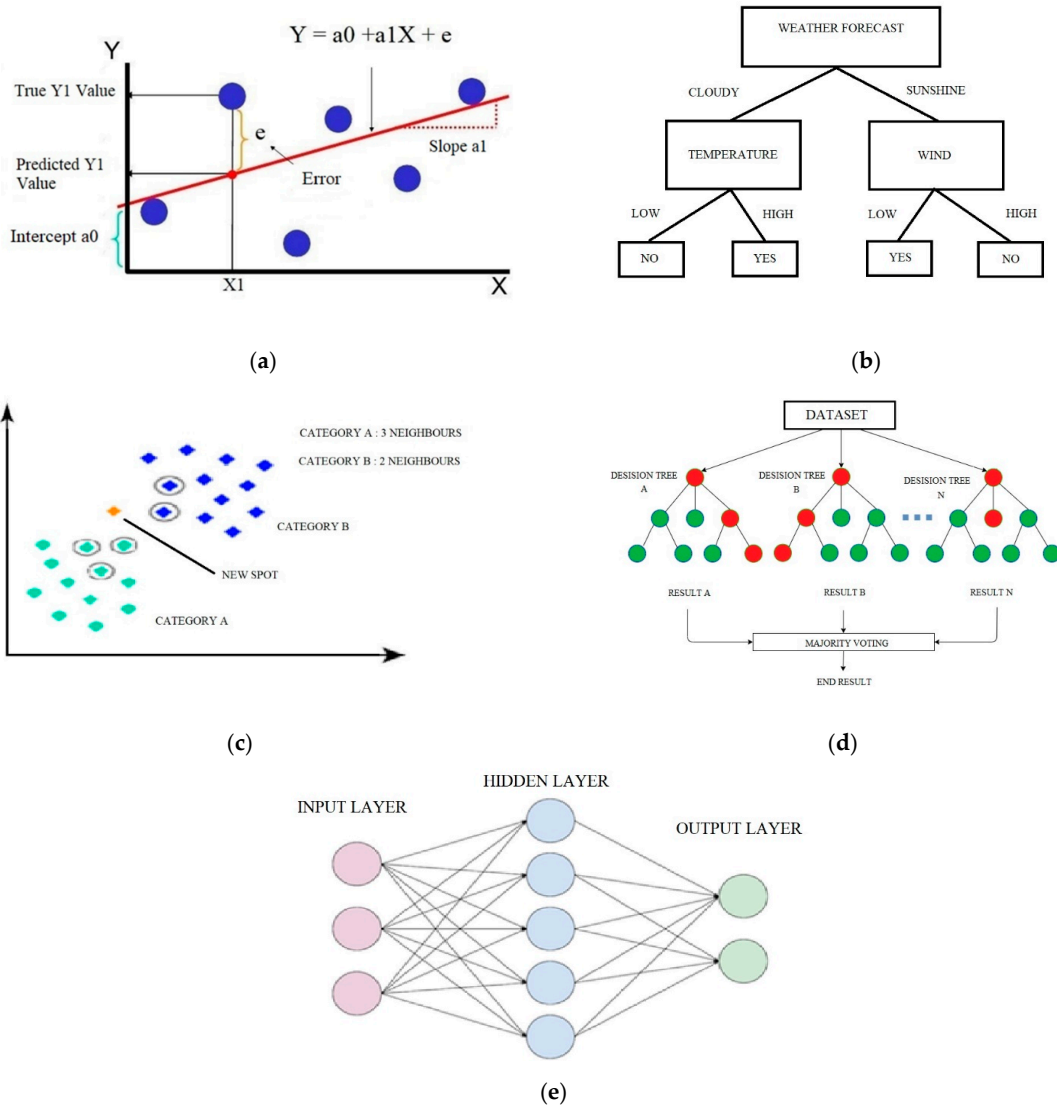 Y = a0 +a1X + e
Y
True Y1 Value
e
Slope a1
Predicted Y1
Value
Error
Intercept a0
X1
X
(a)
WEATHER FORECAST
CLOUDY
SUNSHINE
TEMPERATURE
WIND
LOW
HIGH
LOW
HIGH
NO
YES
YES
NO
(b)
CATEGORY A : 3 NEIGHBOURS
CATEGORY B : 2 NEIGHBOURS
CATEGORY B
NEW SPOT
CATEGORY A
(c)
DATASET
DESISION TREE
A
DESISION TREE
B
DESISION TREE
N
RESULT A
RESULT B
RESULT N
MAJORITY VOTING
END RESULT
(d)
HIDDEN LAYER
INPUT LAYER
OUTPUT LAYER
(e)